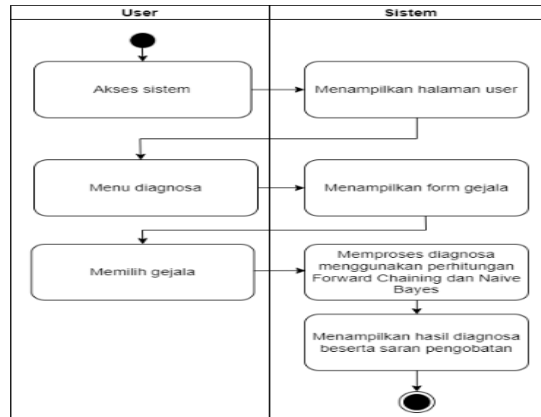 User
Sistem
Akses sistem
Menampilkan halaman user
Menu diagnosa
Menampilkan form gejala
Memilih gejala
Memproses diagnosa
menggunakan perhitungan
Forward Chaining dan Naive
Bayes
Menampilkan hasil diagnosa
beserta saran pengobatan